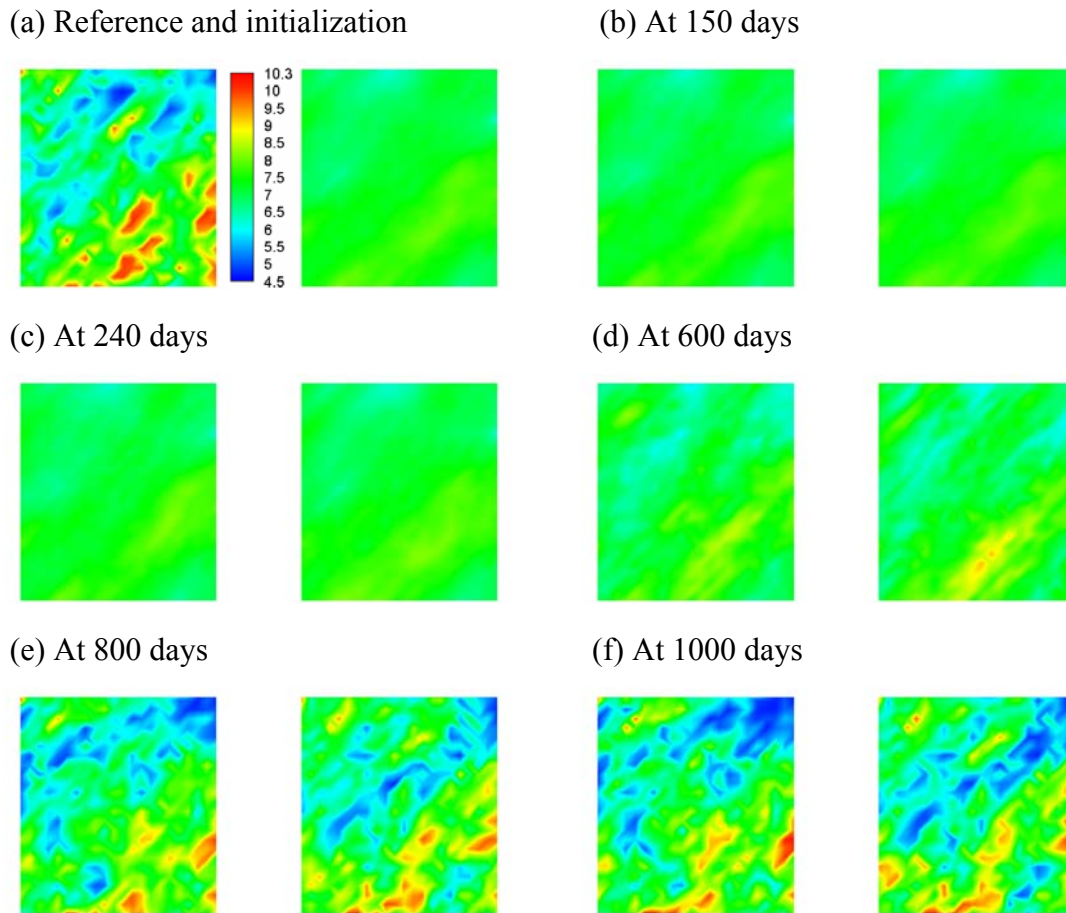 (a) Reference and initialization
(b) At 150 days
10.3
10
9.5
9
8.5
8
7.5
7
6.5
6
5.5
5
4.5
(c) At 240 days
(d) At 600 days
(e) At 800 days
(f) At 1000 days